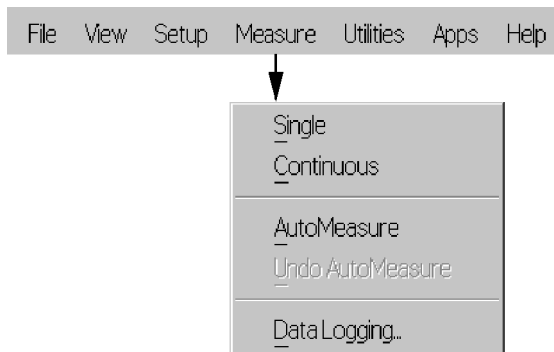 File View Setup Measure Utilities Apps Help
Single
Continuous
AutoMeasure
Undo AutoMeasure
Data Logging...